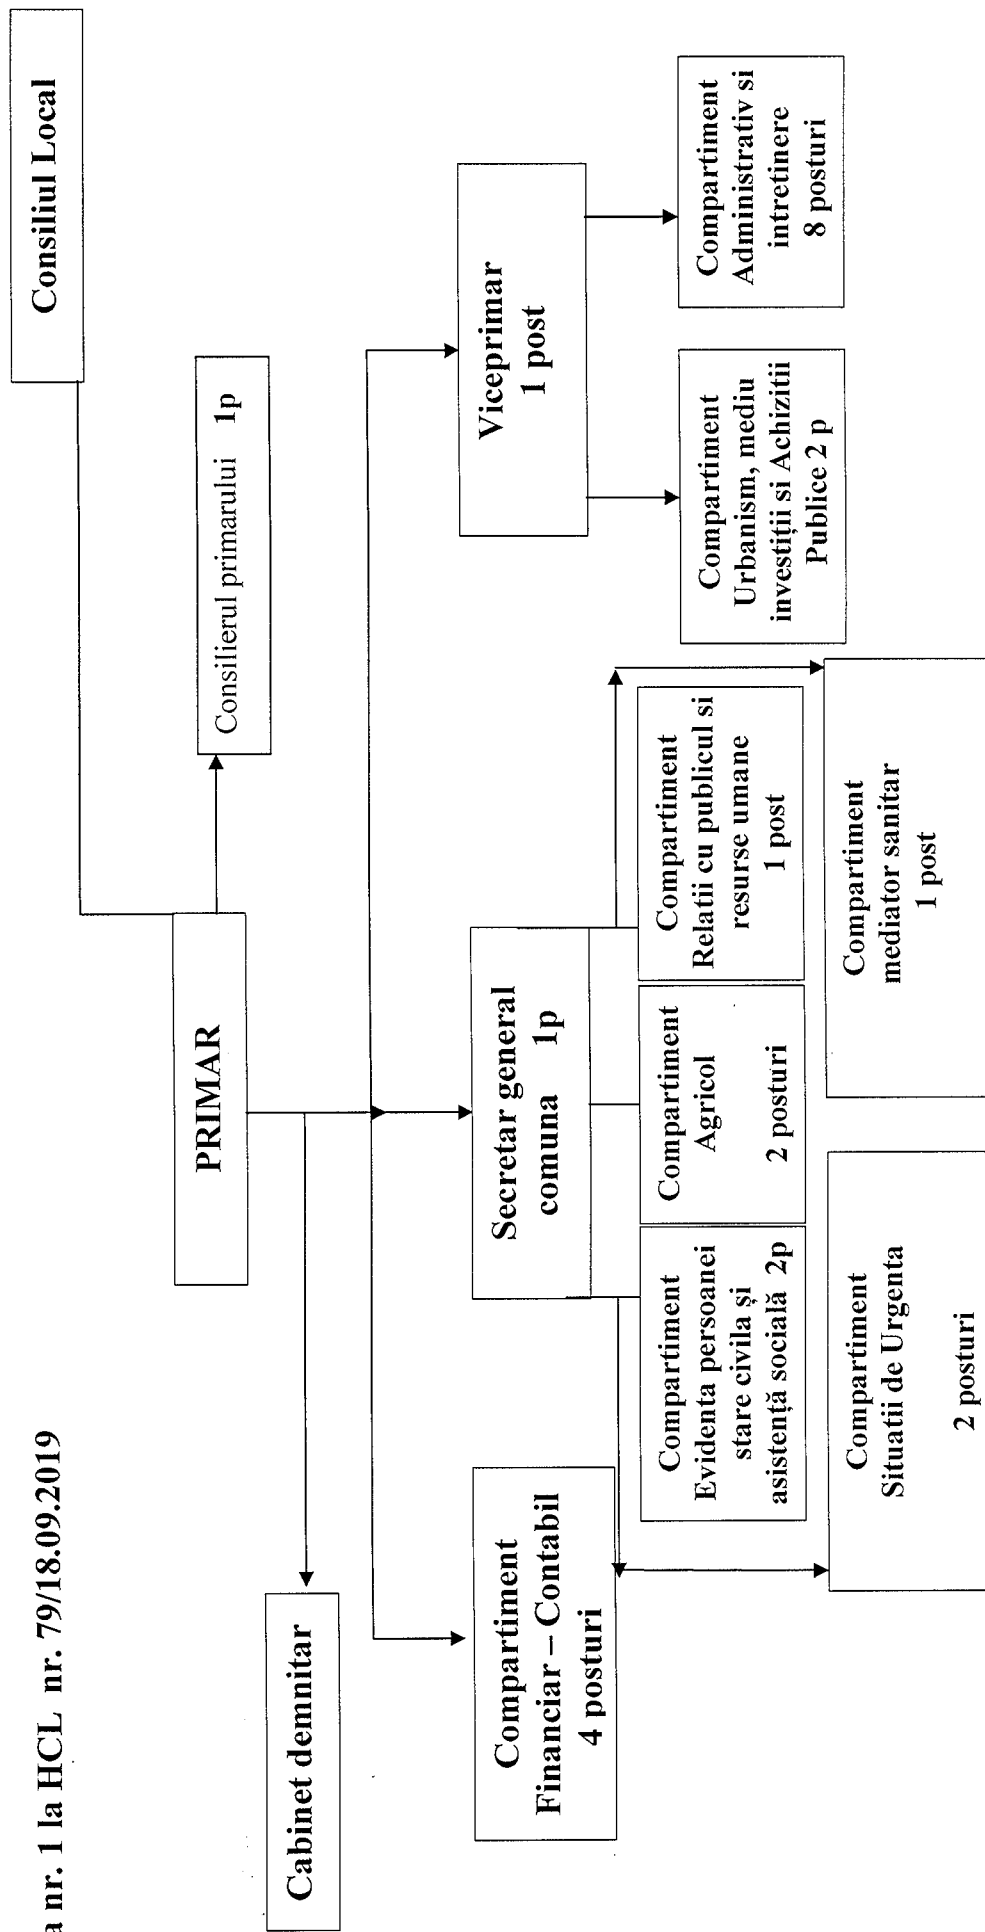 a nr. 1 la HCL nr. 79/18.09.2019
Consiliul Local
PRIMAR
Consilierul primarului 1p
Cabinet demnitar
Compartiment
Financiar – Contabil
4 posturi
Secretar general
comuna 1p
Viceprimar
1 post
Compartiment
Evidenta persoanei
stare civila și
asistență socială 2p
Compartiment
Agricol
2 posturi
Compartiment
Relatii cu publicul si
resurse umane
1 post
Compartiment
Urbanism, mediu
investiții si Achizitii
Publice 2 p
Compartiment
Administrativ si
intretinere
8 posturi
Compartiment
Situatii de Urgenta
2 posturi
Compartiment
mediator sanitar
1 post